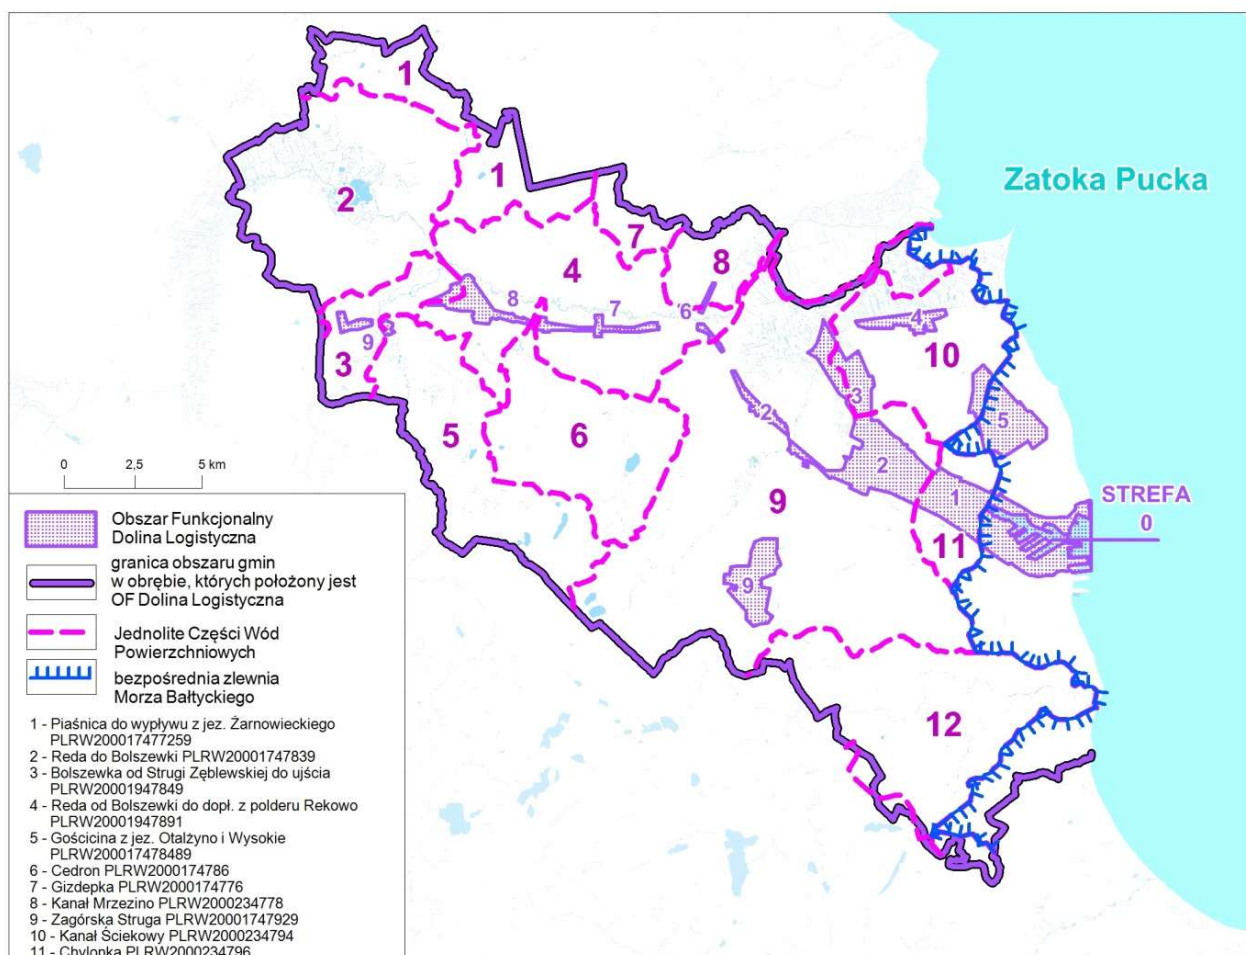 1
1
2
Zatoka Pucka
7
8
4
8
7
6
4
9
3
10
3
5
5
6
2
2
9
1
STREFA
0
11
9
12
0 2,5 5 km
Obszar Funkcjonalny
Dolina Logistyczna
granica obszaru gmin
w obrębie, których położony jest
OF Dolina Logistyczna
Jednolite Części Wód
Powierzchniowych
bezpośrednia zlewnia
Morza Bałtyckiego
1 - Piaśnica do wypływu z jez. Żarnowieckiego
PLRW200017477259
2 - Reda do Bolszewki PLRW20001747839
3 - Bolszewka od Strugi Zęblewskiej do ujścia
PLRW20001947849
4 - Reda od Bolszewki do dopł. z polderu Rekowo
PLRW20001947891
5 - Gościcina z jez. Otalżyno i Wysokie
PLRW200017478489
6 - Cedron PLRW2000174786
7 - Gizdepka PLRW2000174776
8 - Kanał Mrzezino PLRW2000234778
9 - Zagórska Struga PLRW20001747929
10 - Kanał Ściekowy PLRW2000234794
11 - Chylonka PLRW2000234796